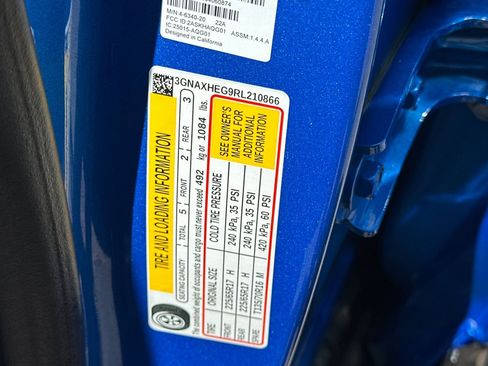 M/N:4-6340-20 22A
FCC ID:2ASKHAQG01 ASSM:1.4.4.A
IC:25015-AQG01
Designed in California
3GNAXHEG9RL210866
TIRE AND LOADING INFORMATION
SEATING CAPACITY TOTAL 5 FRONT 2 REAR 3
The combined weight of occupants and cargo must never exceed 492 kg or 1084 lbs.
TIRE ORIGINAL SIZE COLD TIRE PRESSURE
FRONT 225/65R17 H 240 kPa, 35 PSI
REAR 225/65R17 H 240 kPa, 35 PSI
SPARE T135/70R16 M 420 kPa, 60 PSI
SEE OWNER'S
MANUAL FOR
ADDITIONAL
INFORMATION